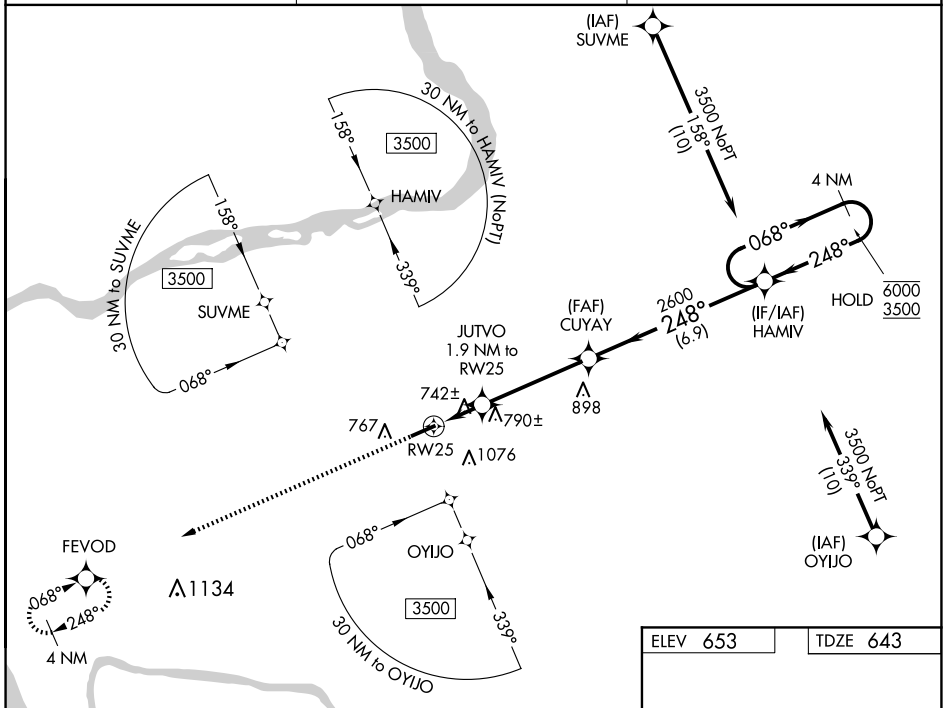 (IAF)
SUVME
3500 NoPT
158°
(10)
30 NM to HAMIV (NoPT)
158°
3500
HAMIV
339°
4 NM
068°
248°
HOLD
6000
3500
(IF/IAF)
HAMIV
30 NM to SUVME
158°
3500
SUVME
068°
2600
248°
(6.9)
(FAF)
CUYAY
JUTVO
1.9 NM to
RW25
742±
790±
898
767
RW25
1076
3500 NoPT
339°
(10)
(IAF)
OYIJO
068°
OYIJO
3500
339°
30 NM to OYIJO
FEVOD
068°
248°
4 NM
1134
ELEV 653
TDZE 643